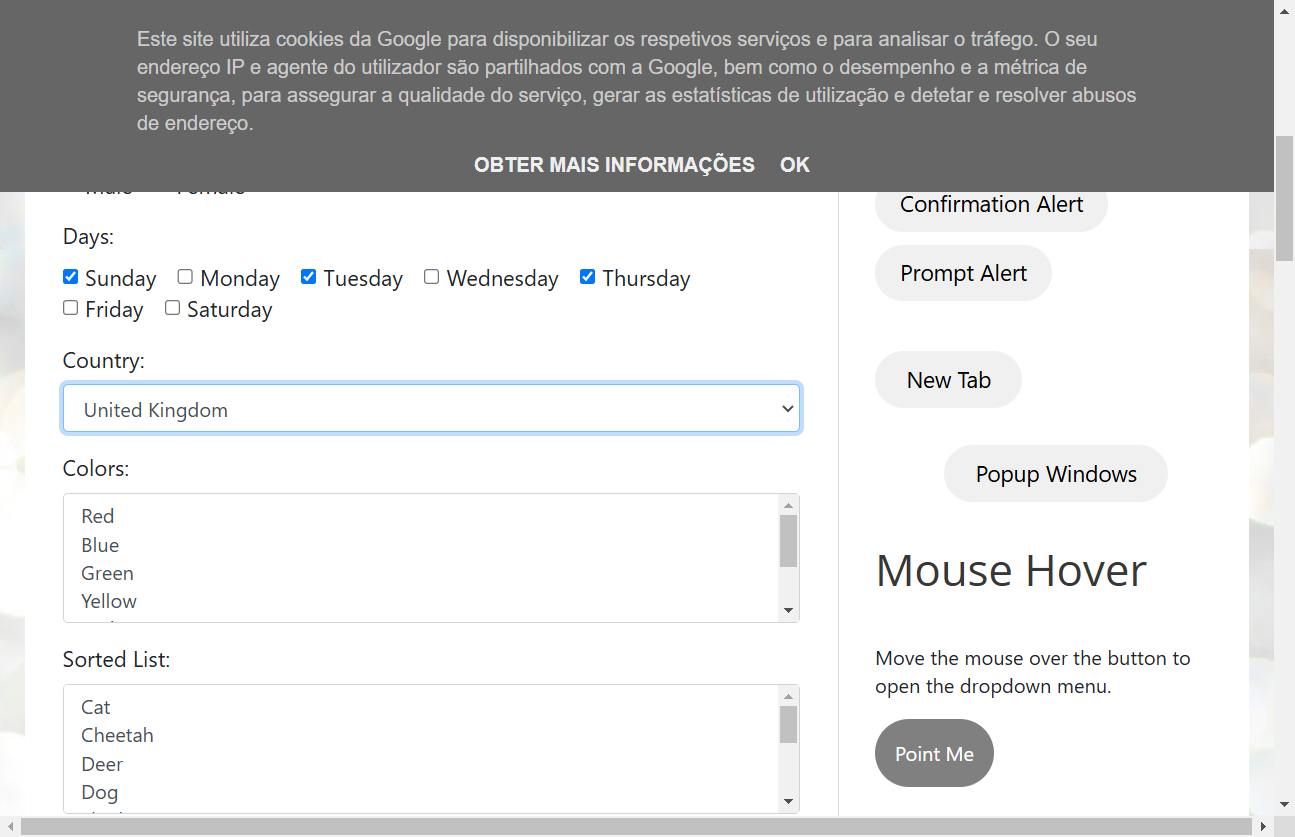 Este site utiliza cookies da Google para disponibilizar os respetivos serviços e para analisar o tráfego. O seu
endereço IP e agente do utilizador são partilhados com a Google, bem como o desempenho e a métrica de
segurança, para assegurar a qualidade do serviço, gerar as estatísticas de utilização e detetar e resolver abusos
de endereço.
OBTER MAIS INFORMAÇÕES OK
Male Female
Days:
Sunday Monday Tuesday Wednesday Thursday
Friday Saturday
Country:
United Kingdom
Colors:
Red
Blue
Green
Yellow
Sorted List:
Cat
Cheetah
Deer
Dog
Confirmation Alert
Prompt Alert
New Tab
Popup Windows
Mouse Hover
Move the mouse over the button to
open the dropdown menu.
Point Me